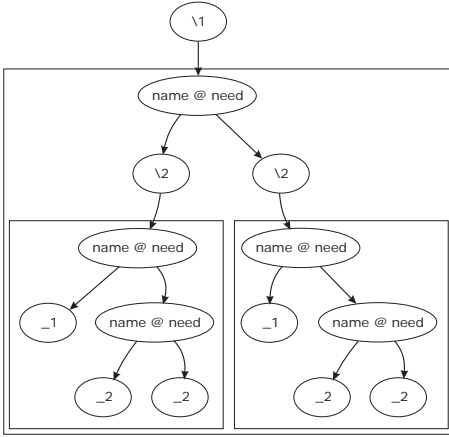 \1
name @ need
\2 \2
name @ need name @ need
_1 name @ need _1 name @ need
_2 _2 _2 _2